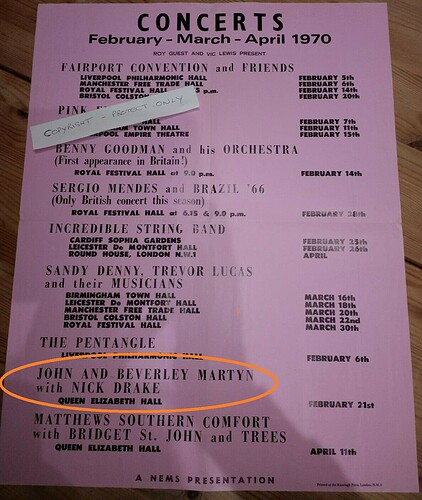 CONCERTS
February - March - April 1970
ROY GUEST and VIC LEWIS PRESENT
FAIRPORT CONVENTION and FRIENDS
LIVERPOOL PHILHARMONIC HALL FEBRUARY 5th
MANCHESTER FREE TRADE HALL FEBRUARY 6th
ROYAL FESTIVAL HALL 5 p.m. FEBRUARY 14th
BRISTOL COLSTON FEBRUARY 20th
PINK
FEBRUARY 7th
COPYRIGHT - PROTECT ONLY
TOWN HALL FEBRUARY 11th
EMPIRE THEATRE FEBRUARY 15th
BENNY GOODMAN and his ORCHESTRA
(First appearance in Britain!)
ROYAL FESTIVAL HALL at 9.0 p.m. FEBRUARY 14th
SERGIO MENDES and BRAZIL '66
(Only British concert this season)
ROYAL FESTIVAL HALL at 6.15 & 9.0 p.m. FEBRUARY 28th
INCREDIBLE STRING BAND
CARDIFF SOPHIA GARDENS FEBRUARY 25th
LEICESTER De MONTFORT HALL FEBRUARY 26th
ROUND HOUSE, LONDON N.W.1 APRIL
SANDY DENNY, TREVOR LUCAS
and their MUSICIANS
BIRMINGHAM TOWN HALL MARCH 16th
LEICESTER De MONTFORT HALL MARCH 18th
MANCHESTER FREE TRADE HALL MARCH 20th
BRISTOL COLSTON HALL MARCH 22nd
ROYAL FESTIVAL HALL MARCH 30th
THE PENTANGLE
LIVERPOOL PHILHARMONIC HALL FEBRUARY 6th
JOHN AND BEVERLEY MARTYN
with NICK DRAKE
QUEEN ELIZABETH HALL FEBRUARY 21st
MATTHEWS SOUTHERN COMFORT
with BRIDGET St. JOHN and TREES
QUEEN ELIZABETH HALL APRIL 11th
A NEMS PRESENTATION